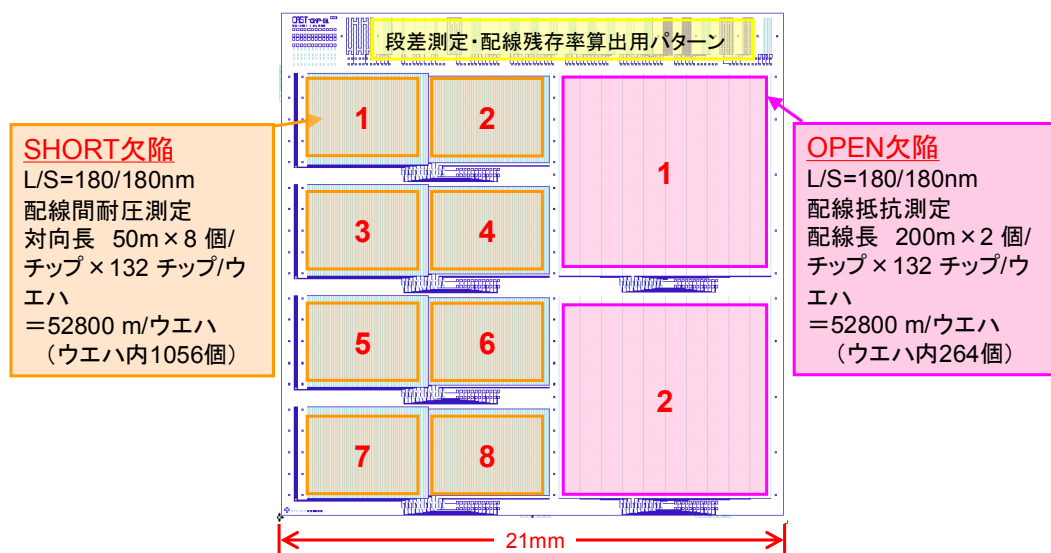 段差測定・配線残存率算出用パターン
SHORT欠陥
L/S=180/180nm
配線間耐圧測定
対向長 50m×8 個/
チップ×132 チップ/ウ
エハ
＝52800 m/ウエハ
（ウエハ内1056個）
1
2
3
4
5
6
7
8
1
2
OPEN欠陥
L/S=180/180nm
配線抵抗測定
配線長 200m×2 個/
チップ×132 チップ/ウ
エハ
＝52800 m/ウエハ
（ウエハ内264個）
21mm